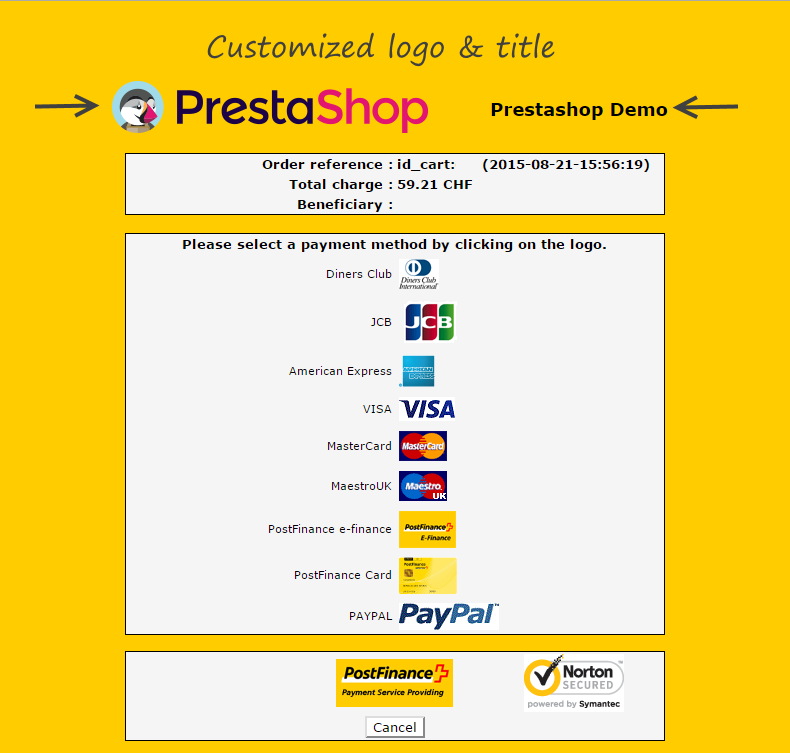 Customized logo & title
PrestaShop
Prestashop Demo
Order reference : id_cart: (2015-08-21-15:56:19)
Total charge : 59.21 CHF
Beneficiary :
Please select a payment method by clicking on the logo.
Diners Club
Diners Club
International
JCB
JCB
American Express
AMERICAN
EXPRESS
VISA
VISA
MasterCard
MasterCard
MaestroUK
Maestro
UK
PostFinance e-finance
PostFinance
E-Finance
PostFinance Card
PostFinance
PAYPAL
PayPal™
PostFinance
Payment Service Providing
Norton™
SECURED
powered by Symantec
Cancel